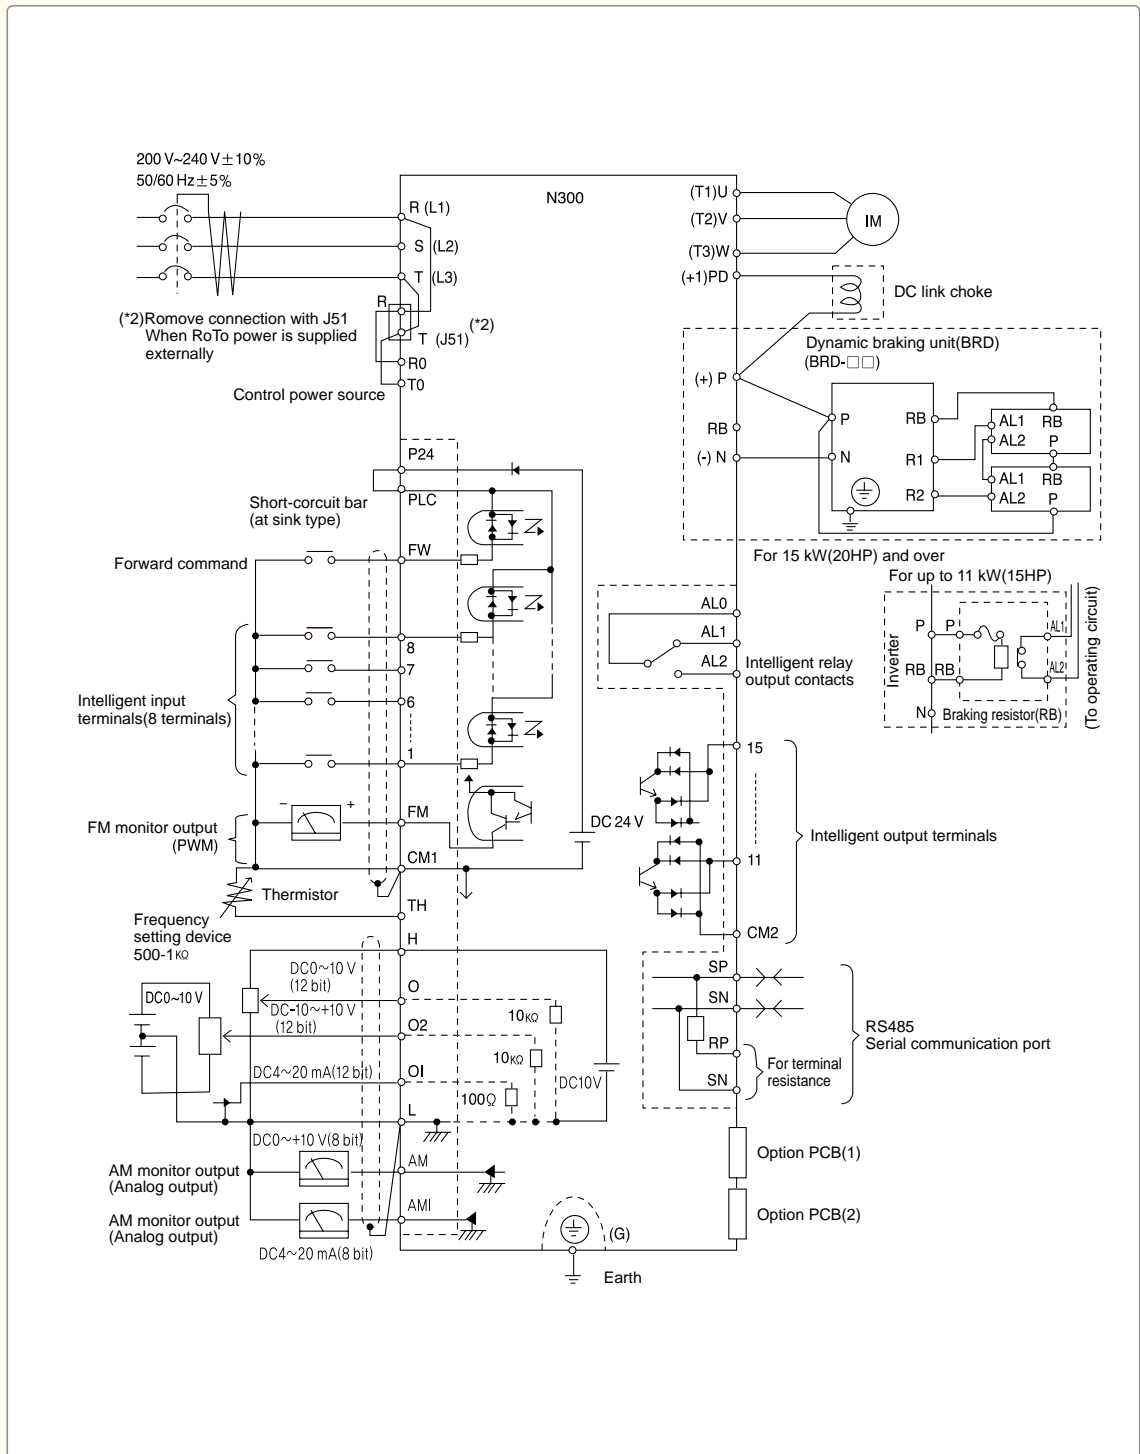 200 V~240 V±10%
50/60 Hz±5%
N300
R (L1)
S (L2)
T (L3)
R
T (J51) (*2)
R0
T0
(*2)Romove connection with J51
When RoTo power is supplied
externally
Control power source
(T1)U
(T2)V
(T3)W
IM
(+1)PD
DC link choke
Dynamic braking unit(BRD)
(BRD-□□)
(+) P
RB
(-) N
P
N
RB
R1
R2
AL1 RB
AL2 P
AL1 RB
AL2 P
For 15 kW(20HP) and over
For up to 11 kW(15HP)
Inverter
P P
RB RB
N
AL1
AL2
Braking resistor(RB)
(To operating circuit)
P24
PLC
Short-corcuit bar
(at sink type)
Forward command
FW
8
7
6
1
Intelligent input
terminals(8 terminals)
FM monitor output
(PWM)
− +
FM
CM1
DC 24 V
Thermistor
TH
Frequency
setting device
500-1KΩ
AL0
AL1
AL2
Intelligent relay
output contacts
15
11
CM2
Intelligent output terminals
H
DC0~10 V
(12 bit)
O
DC-10~+10 V
(12 bit)
O2
DC0~10 V
DC4~20 mA(12 bit)
OI
L
10KΩ
10KΩ
100Ω
DC10V
DC0~+10 V(8 bit)
AM monitor output
(Analog output)
AM
AM monitor output
(Analog output)
AMI
DC4~20 mA(8 bit)
SP
SN
RP
SN
For terminal
resistance
RS485
Serial communication port
Option PCB(1)
Option PCB(2)
(G)
Earth